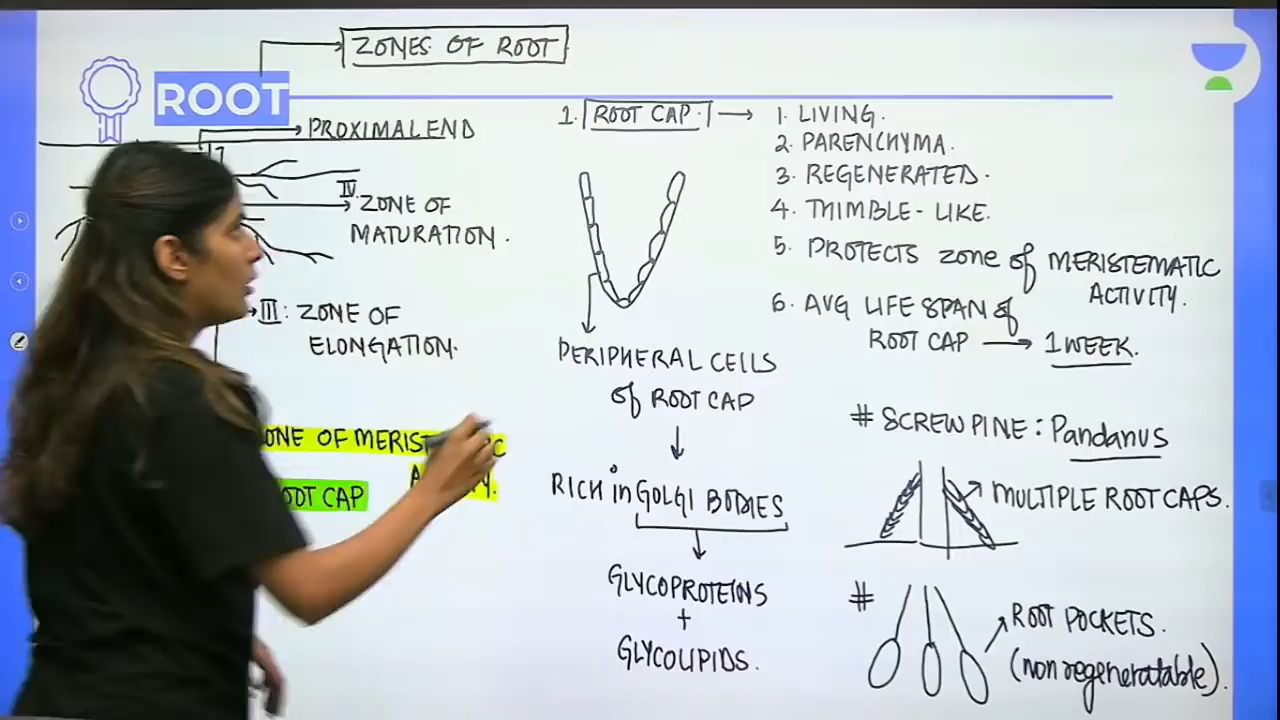 ZONES OF ROOT
ROOT
PROXIMAL END
IV. ZONE OF
MATURATION.
III: ZONE OF
ELONGATION.
ONE OF
OOT CAP
1. ROOT CAP.
1. LIVING.
2. PARENCHYMA.
3. REGENERATED.
4. THIMBLE-LIKE.
5. PROTECTS ZONE of MERISTEMATIC
ACTIVITY.
6. AVG LIFE SPAN of
ROOT CAP → 1 WEEK.
PERIPHERAL CELLS
of ROOT CAP
RICH in GOLGI BODIES
GLYCOPROTEINS
+
GLYCOLIPIDS.
# SCREWPINE: Pandanus
MULTIPLE ROOT CAPS.
#
ROOT POCKETS.
(non regeneratable).